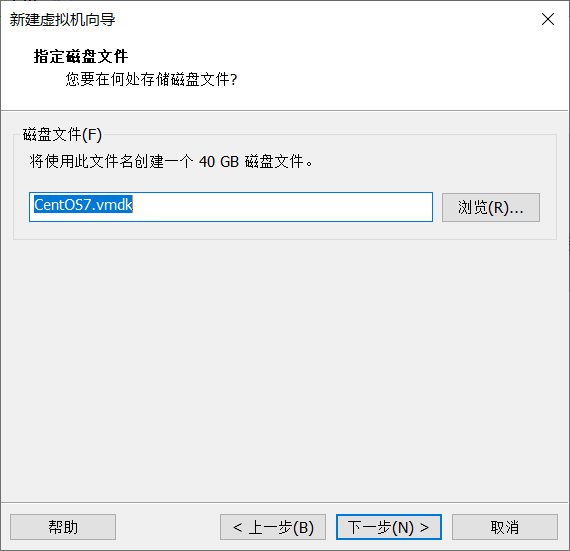 新建虚拟机向导
指定磁盘文件
您要在何处存储磁盘文件?
磁盘文件(F)
将使用此文件名创建一个 40 GB 磁盘文件。
CentOS7.vmdk
浏览(R)...
帮助
< 上一步(B)
下一步(N) >
取消